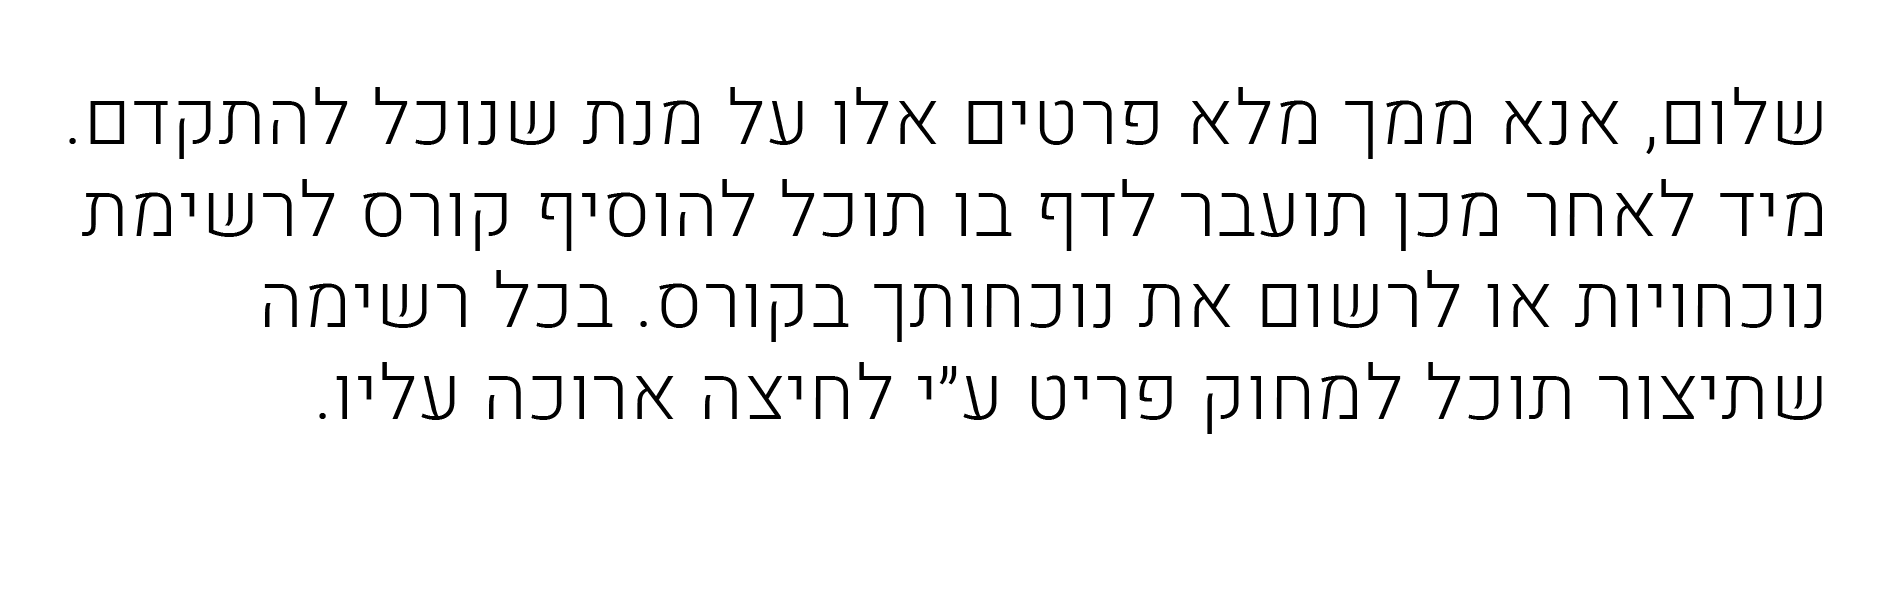 שלום, אנא ממך מלא פרטים אלו על מנת שנוכל להתקדם.
מיד לאחר מכן תועבר לדף בו תוכל להוסיף קורס לרשימת
נוכחויות או לרשום את נוכחותך בקורס. בכל רשימה
שתיצור תוכל למחוק פריט ע”י לחיצה ארוכה עליו.